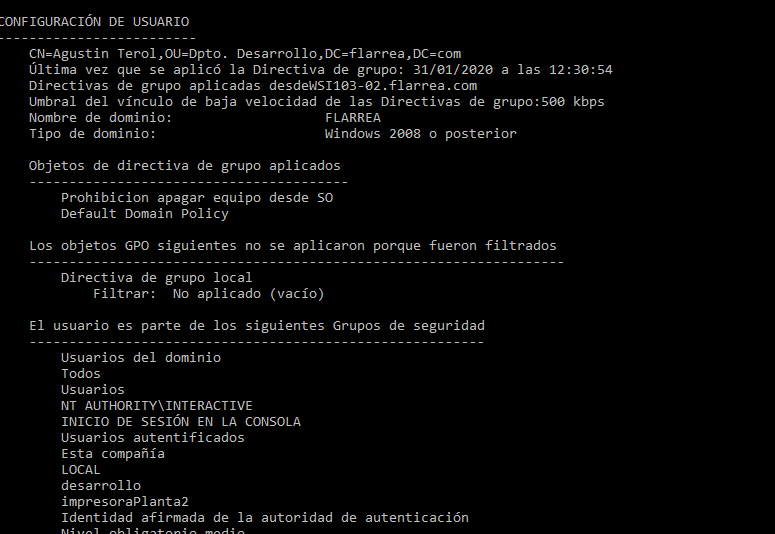 CONFIGURACIÓN DE USUARIO
-------------------------
CN=Agustin Terol,OU=Dpto. Desarrollo,DC=flarrea,DC=com
Última vez que se aplicó la Directiva de grupo: 31/01/2020 a las 12:30:54
Directivas de grupo aplicadas desdeWSI103-02.flarrea.com
Umbral del vínculo de baja velocidad de las Directivas de grupo:500 kbps
Nombre de dominio: FLARREA
Tipo de dominio: Windows 2008 o posterior
Objetos de directiva de grupo aplicados
----------------------------------------
Prohibicion apagar equipo desde SO
Default Domain Policy
Los objetos GPO siguientes no se aplicaron porque fueron filtrados
-------------------------------------------------------------------
Directiva de grupo local
Filtrar: No aplicado (vacío)
El usuario es parte de los siguientes Grupos de seguridad
---------------------------------------------------------
Usuarios del dominio
Todos
Usuarios
NT AUTHORITY\INTERACTIVE
INICIO DE SESIÓN EN LA CONSOLA
Usuarios autentificados
Esta compañía
LOCAL
desarrollo
impresoraPlanta2
Identidad afirmada de la autoridad de autenticación
Nivel obligatorio medio